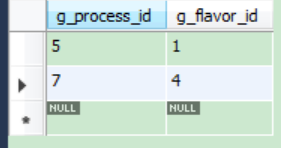 g_process_id g_flavor_id
5 1
7 4
NULL NULL